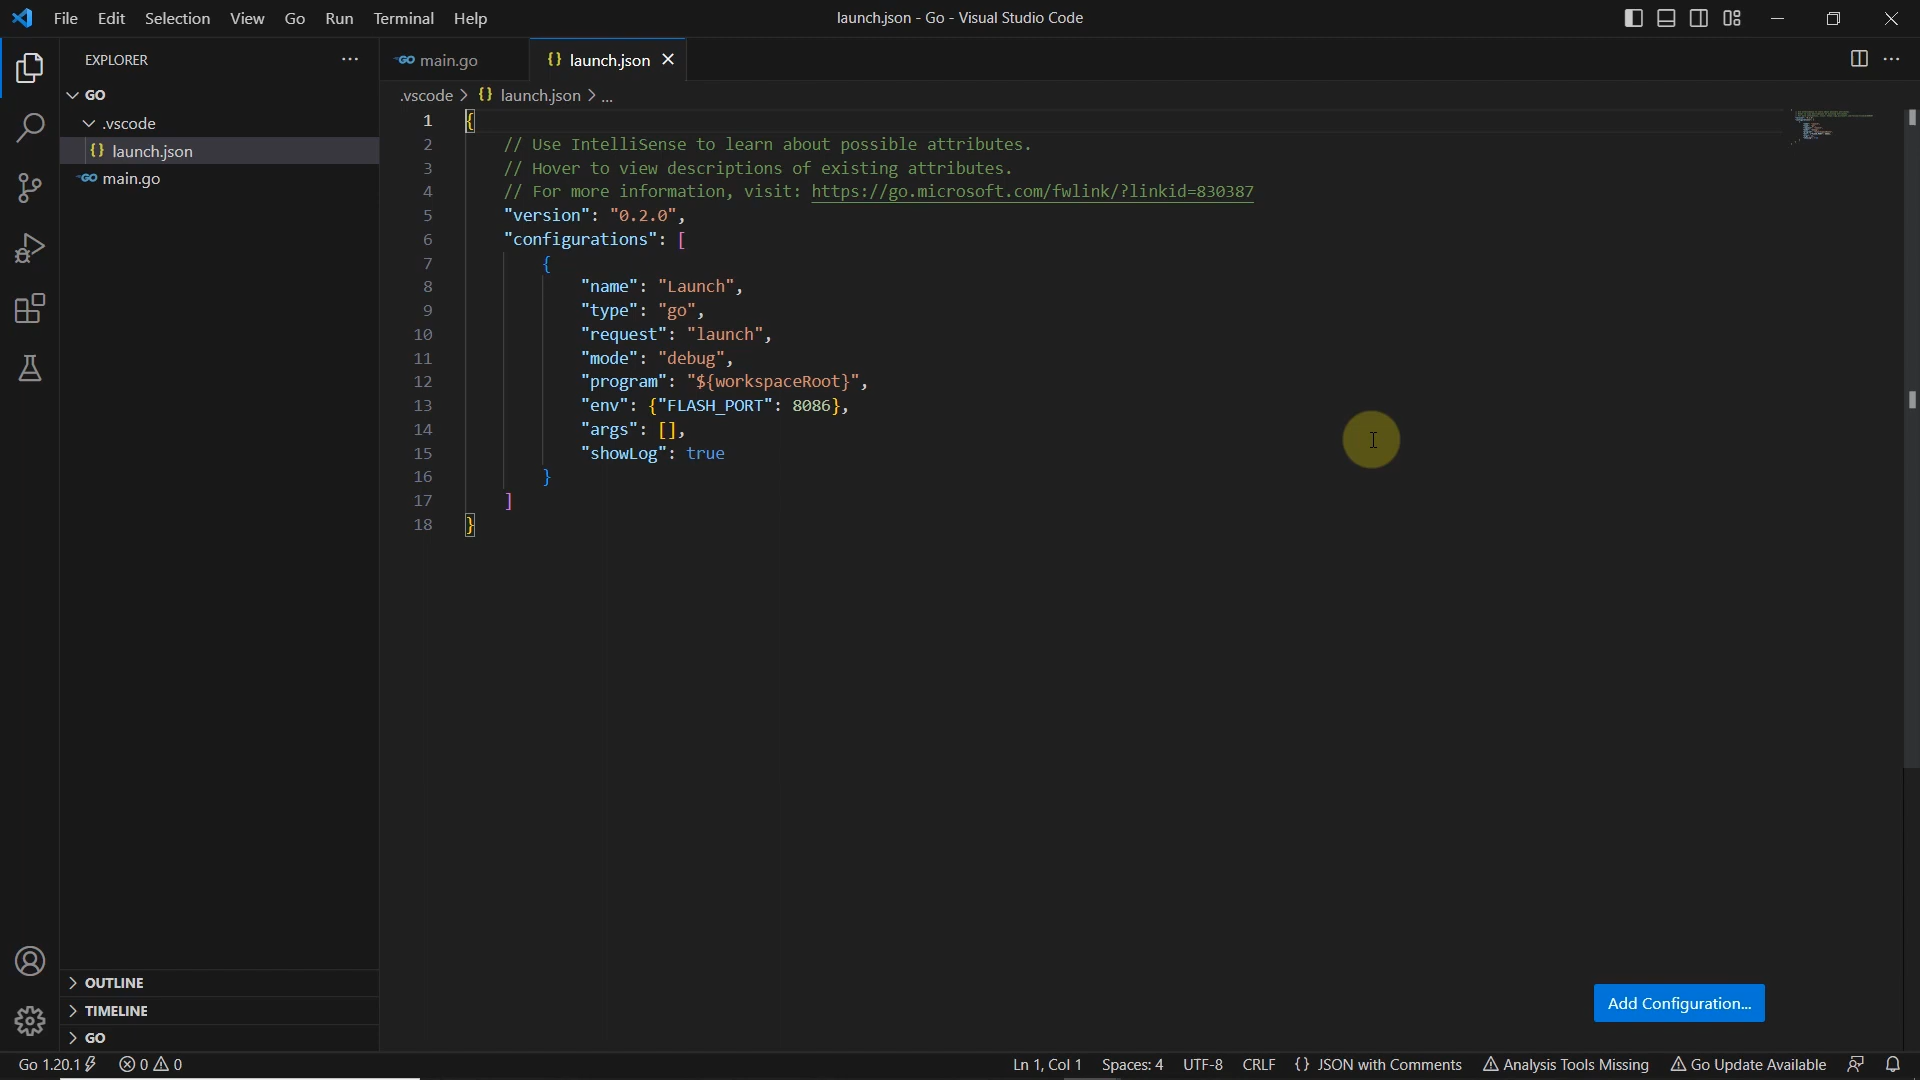 File Edit Selection View Go Run Terminal Help
launch.json - Go - Visual Studio Code
EXPLORER
GO
.vscode
{} launch.json
GO main.go
OUTLINE
TIMELINE
GO
GO main.go
{} launch.json
.vscode > {} launch.json > ...
1 {
2 // Use IntelliSense to learn about possible attributes.
3 // Hover to view descriptions of existing attributes.
4 // For more information, visit: https://go.microsoft.com/fwlink/?linkid=830387
5 "version": "0.2.0",
6 "configurations": [
7 {
8 "name": "Launch",
9 "type": "go",
10 "request": "launch",
11 "mode": "debug",
12 "program": "${workspaceRoot}",
13 "env": {"FLASH_PORT": 8086},
14 "args": [],
15 "showLog": true
16 }
17 ]
18 }
Add Configuration...
Go 1.20.1 0 0 Ln 1, Col 1 Spaces: 4 UTF-8 CRLF {} JSON with Comments Analysis Tools Missing Go Update Available